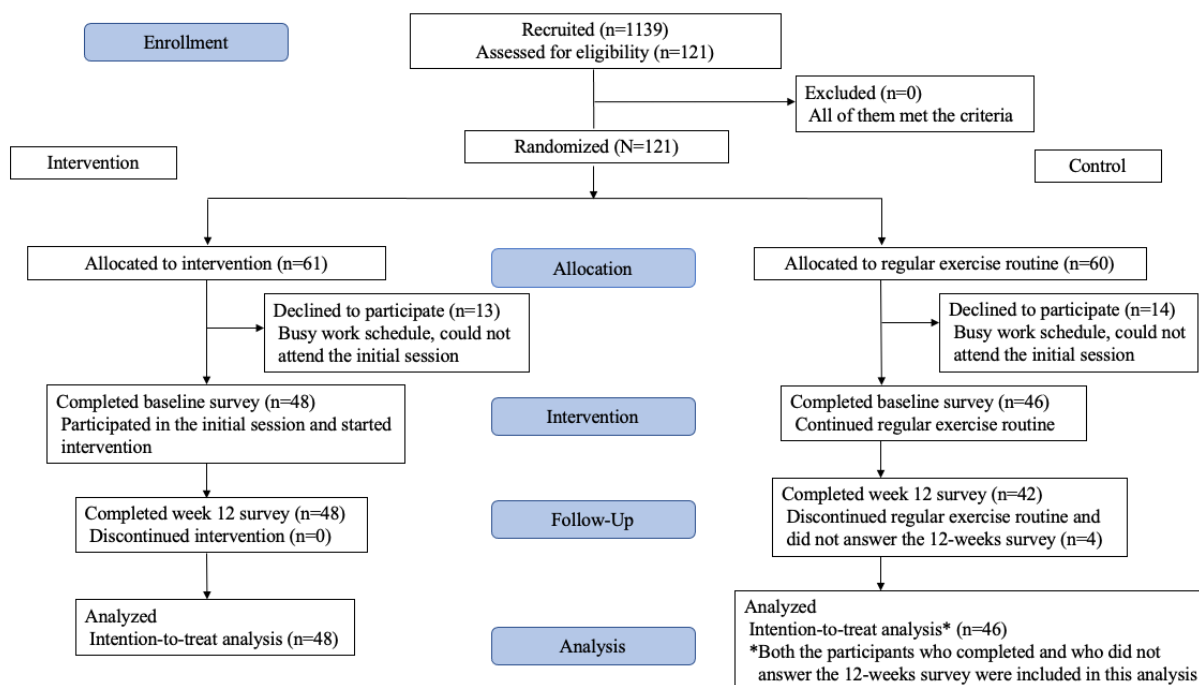 Enrollment
Recruited (n=1139)
Assessed for eligibility (n=121)
Excluded (n=0)
All of them met the criteria
Randomized (N=121)
Intervention
Control
Allocated to intervention (n=61)
Allocation
Allocated to regular exercise routine (n=60)
Declined to participate (n=13)
Busy work schedule, could not
attend the initial session
Declined to participate (n=14)
Busy work schedule, could not
attend the initial session
Completed baseline survey (n=48)
Participated in the initial session and started
intervention
Intervention
Completed baseline survey (n=46)
Continued regular exercise routine
Completed week 12 survey (n=48)
Discontinued intervention (n=0)
Follow-Up
Completed week 12 survey (n=42)
Discontinued regular exercise routine and
did not answer the 12-weeks survey (n=4)
Analyzed
Intention-to-treat analysis (n=48)
Analysis
Analyzed
Intention-to-treat analysis* (n=46)
*Both the participants who completed and who did not
answer the 12-weeks survey were included in this analysis